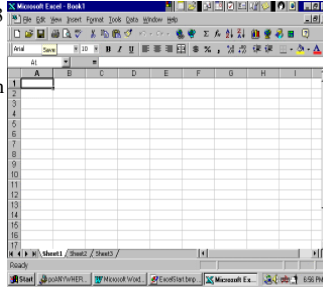 Microsoft Excel - Book1
File Edit View Insert Format Tools Data Window Help
Arial Save 10 B I U $ % ,
A1 =
A B C D E F G H I
1
2
3
4
5
6
7
8
9
10
11
12
13
14
15
16
17
Sheet1 Sheet2 Sheet3
Ready
Start Microsoft Word... ExcelStart.bmp... Microsoft Ex... 6:56 PM